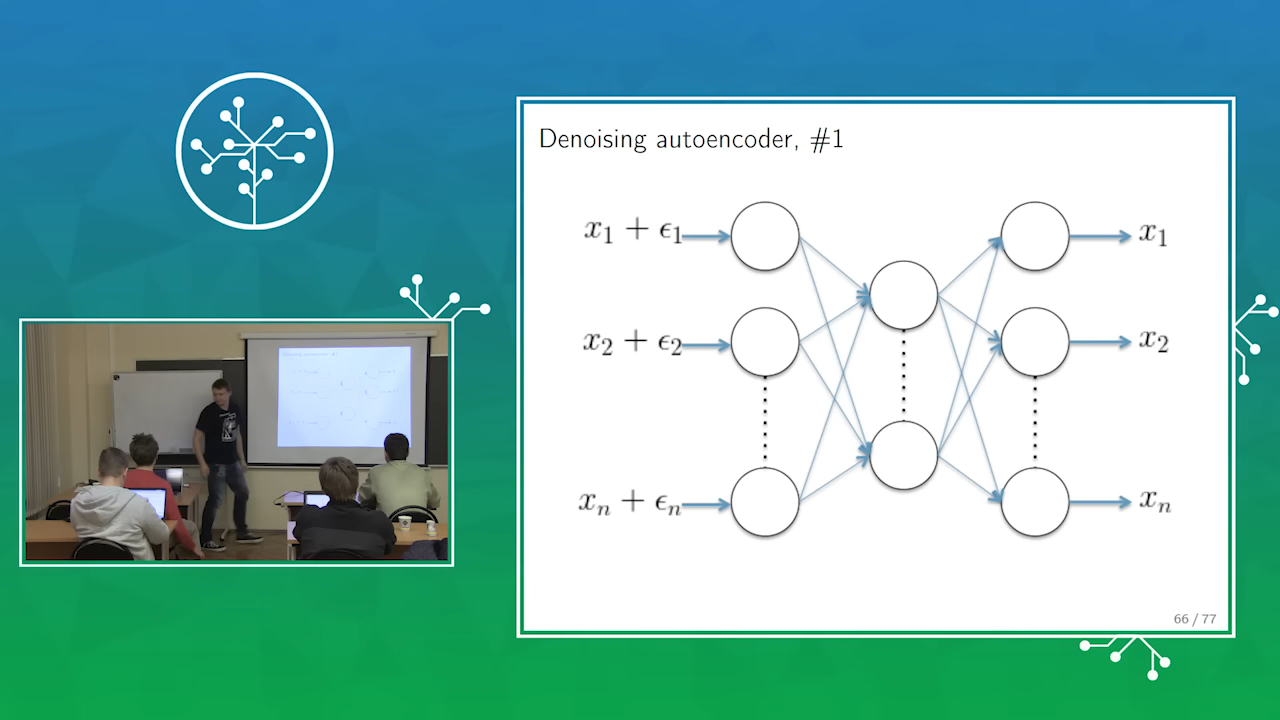 Denoising autoencoder, #1
x₁ + ϵ₁
x₁
x₂ + ϵ₂
x₂
xₙ + ϵₙ
xₙ
66 / 77